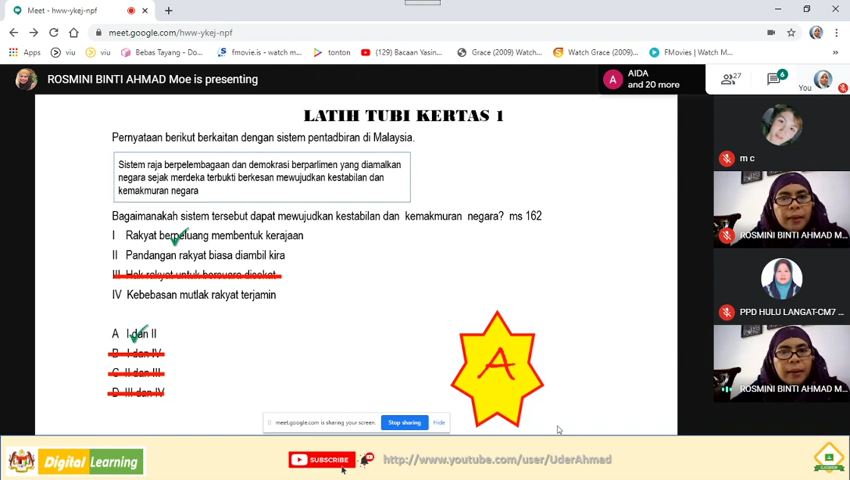 Meet - hww-ykej-npf
meet.google.com/hww-ykej-npf
Apps
viu
viu
Bebas Tayang - Do...
fmovie.is - watch m...
tonton
(129) Bacaan Yasin...
Grace (2009) Watch...
Watch Grace (2009)...
FMovies | Watch M...
ROSMINI BINTI AHMAD Moe is presenting
A
AIDA
and 20 more
27
6
You
LATIH TUBI KERTAS 1
Pernyataan berikut berkaitan dengan sistem pentadbiran di Malaysia.
Sistem raja berpelembagaan dan demokrasi berparlimen yang diamalkan
negara sejak merdeka terbukti berkesan mewujudkan kestabilan dan
kemakmuran negara
Bagaimanakah sistem tersebut dapat mewujudkan kestabilan dan kemakmuran negara? ms 162
I Rakyat berpeluang membentuk kerajaan
II Pandangan rakyat biasa diambil kira
III Hak rakyat untuk bersuara disekat
IV Kebebasan mutlak rakyat terjamin
A I dan II
B I dan IV
C II dan III
D III dan IV
A
m c
ROSMINI BINTI AHMAD M...
PPD HULU LANGAT-CM7 ...
ROSMINI BINTI AHMAD M...
meet.google.com is sharing your screen.
Stop sharing
Hide
Digital Learning
SUBSCRIBE
http://www.youtube.com/user/UderAhmad